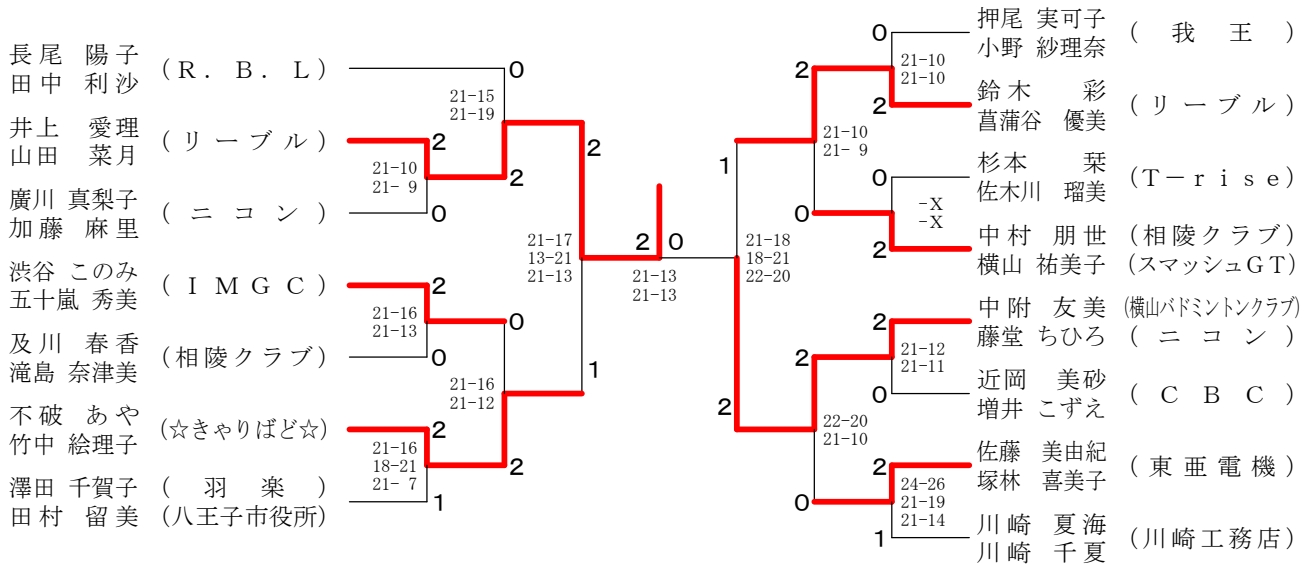 長尾 陽子
田中 利沙
(R．B．L)
0
21-15
21-19
井上 愛理
山田 菜月
(リーブル)
2
21-10
21- 9
2
廣川 真梨子
加藤 麻里
(ニコン)
0
2
21-17
13-21
21-13
渋谷 このみ
五十嵐 秀美
(IMGC)
2
21-16
21-13
0
及川 春香
滝島 奈津美
(相陵クラブ)
0
21-16
21-12
1
不破 あや
竹中 絵理子
(☆きゃりばど☆)
2
21-16
18-21
21- 7
2
澤田 千賀子
田村 留美
(羽楽)
(八王子市役所)
1
2
0
21-13
21-13
押尾 実可子
小野 紗理奈
(我王)
0
21-10
21-10
2
鈴木 彩
菖蒲谷 優美
(リーブル)
2
21-10
21- 9
1
杉本 栞
佐木川 瑠美
(T－rise)
0
-X
-X
0
中村 朋世
横山 祐美子
(相陵クラブ)
(スマッシュGT)
2
21-18
18-21
22-20
中附 友美
藤堂 ちひろ
(横山バドミントンクラブ)
(ニコン)
2
21-12
21-11
2
近岡 美砂
増井 こずえ
(CBC)
0
2
22-20
21-10
佐藤 美由紀
塚林 喜美子
(東亜電機)
2
24-26
21-19
21-14
0
川崎 夏海
川崎 千夏
(川崎工務店)
1